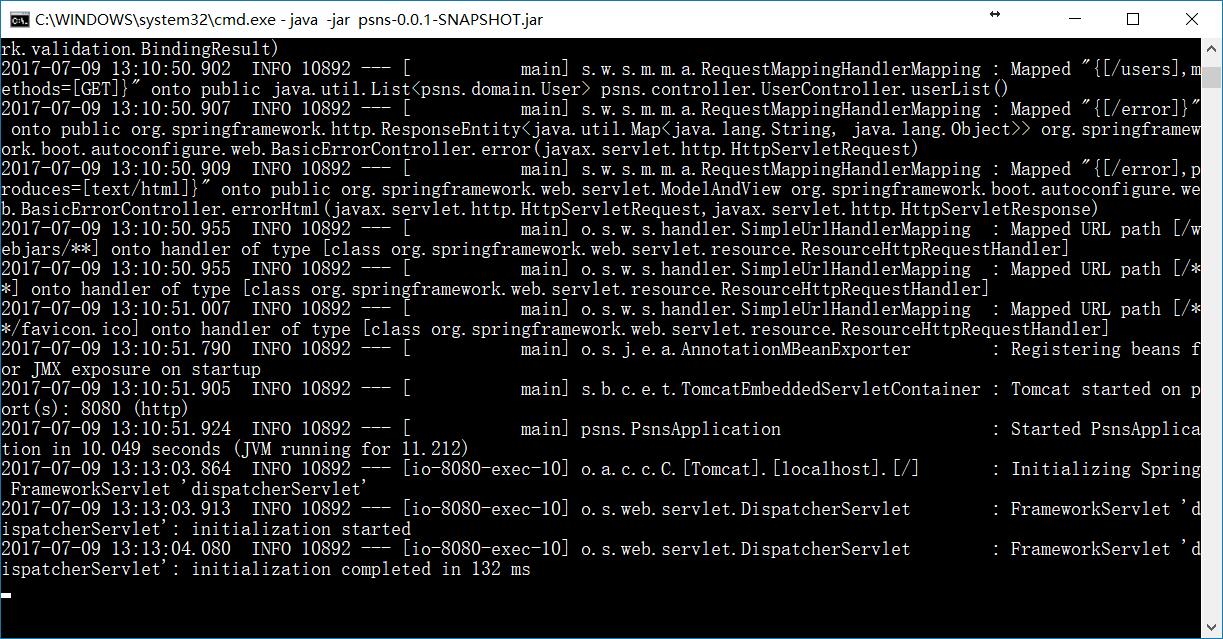 C:\WINDOWS\system32\cmd.exe - java  -jar  psns-0.0.1-SNAPSHOT.jar
rk.validation.BindingResult)
2017-07-09 13:10:50.902  INFO 10892 --- [           main] s.w.s.m.m.a.RequestMappingHandlerMapping : Mapped "{[/users],m
ethods=[GET]}" onto public java.util.List<psns.domain.User> psns.controller.UserController.userList()
2017-07-09 13:10:50.907  INFO 10892 --- [           main] s.w.s.m.m.a.RequestMappingHandlerMapping : Mapped "{[/error]}"
 onto public org.springframework.http.ResponseEntity<java.util.Map<java.lang.String, java.lang.Object>> org.springframew
ork.boot.autoconfigure.web.BasicErrorController.error(javax.servlet.http.HttpServletRequest)
2017-07-09 13:10:50.909  INFO 10892 --- [           main] s.w.s.m.m.a.RequestMappingHandlerMapping : Mapped "{[/error],p
roduces=[text/html]}" onto public org.springframework.web.servlet.ModelAndView org.springframework.boot.autoconfigure.we
b.BasicErrorController.errorHtml(javax.servlet.http.HttpServletRequest,javax.servlet.http.HttpServletResponse)
2017-07-09 13:10:50.955  INFO 10892 --- [           main] o.s.w.s.handler.SimpleUrlHandlerMapping  : Mapped URL path [/w
ebjars/**] onto handler of type [class org.springframework.web.servlet.resource.ResourceHttpRequestHandler]
2017-07-09 13:10:50.955  INFO 10892 --- [           main] o.s.w.s.handler.SimpleUrlHandlerMapping  : Mapped URL path [/*
*] onto handler of type [class org.springframework.web.servlet.resource.ResourceHttpRequestHandler]
2017-07-09 13:10:51.007  INFO 10892 --- [           main] o.s.w.s.handler.SimpleUrlHandlerMapping  : Mapped URL path [/*
*/favicon.ico] onto handler of type [class org.springframework.web.servlet.resource.ResourceHttpRequestHandler]
2017-07-09 13:10:51.790  INFO 10892 --- [           main] o.s.j.e.a.AnnotationMBeanExporter        : Registering beans f
or JMX exposure on startup
2017-07-09 13:10:51.905  INFO 10892 --- [           main] s.b.c.e.t.TomcatEmbeddedServletContainer : Tomcat started on p
ort(s): 8080 (http)
2017-07-09 13:10:51.924  INFO 10892 --- [           main] psns.PsnsApplication                     : Started PsnsApplica
tion in 10.049 seconds (JVM running for 11.212)
2017-07-09 13:13:03.864  INFO 10892 --- [io-8080-exec-10] o.a.c.c.C.[Tomcat].[localhost].[/]       : Initializing Spring
 FrameworkServlet 'dispatcherServlet'
2017-07-09 13:13:03.913  INFO 10892 --- [io-8080-exec-10] o.s.web.servlet.DispatcherServlet        : FrameworkServlet 'd
ispatcherServlet': initialization started
2017-07-09 13:13:04.080  INFO 10892 --- [io-8080-exec-10] o.s.web.servlet.DispatcherServlet        : FrameworkServlet 'd
ispatcherServlet': initialization completed in 132 ms